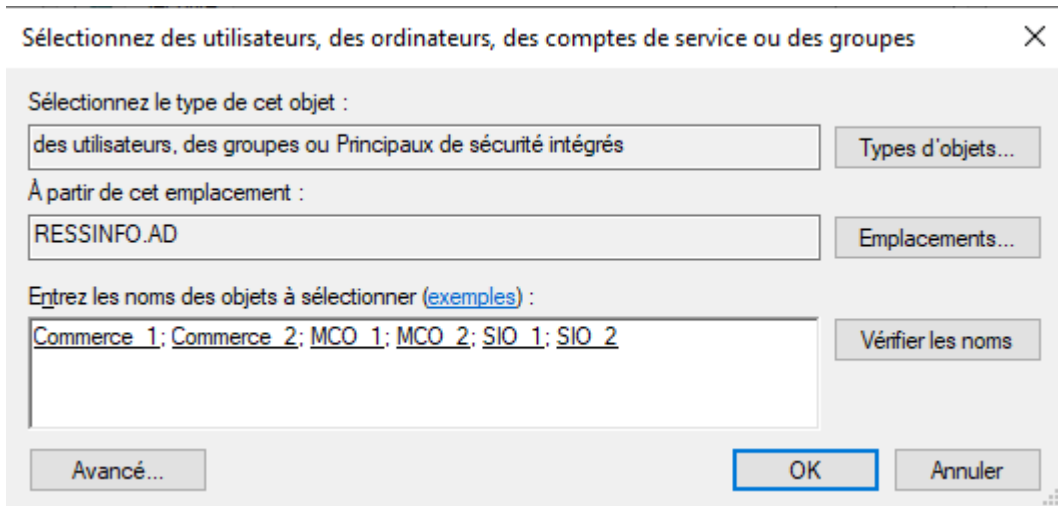 Sélectionnez des utilisateurs, des ordinateurs, des comptes de service ou des groupes
Sélectionnez le type de cet objet :
des utilisateurs, des groupes ou Principaux de sécurité intégrés
Types d'objets...
À partir de cet emplacement :
RESSINFO.AD
Emplacements...
Entrez les noms des objets à sélectionner (exemples) :
Commerce_1; Commerce_2; MCO_1; MCO_2; SIO_1; SIO_2
Vérifier les noms
Avancé...
OK
Annuler